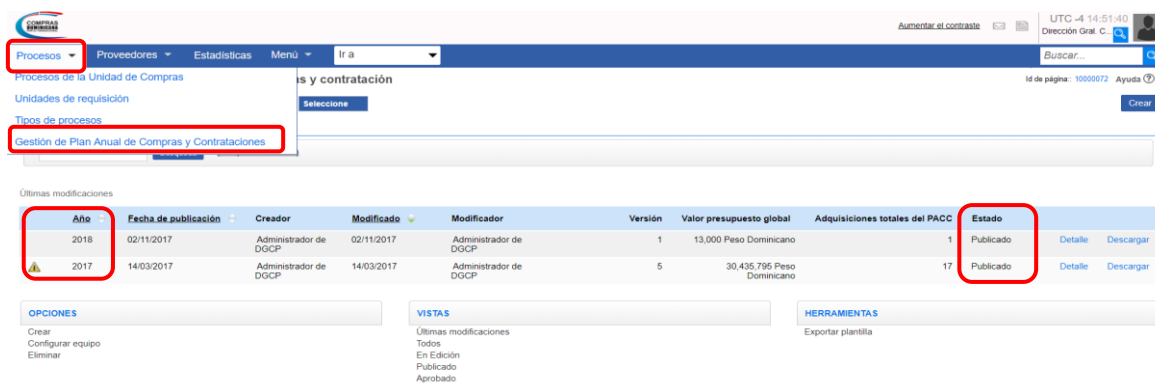 COMPRAS
DOMINICANA
Aumentar el contraste
UTC -4 14:51:40
Dirección Gral. C...
Procesos
Proveedores
Estadísticas
Menú
Ir a
Buscar...
Procesos de la Unidad de Compras
Unidades de requisición
Tipos de procesos
Gestión de Plan Anual de Compras y Contrataciones
s y contratación
Id de página:: 10000072 Ayuda
Seleccione
Crear
Últimas modificaciones
Año Fecha de publicación Creador Modificado Modificador Versión Valor presupuesto global Adquisiciones totales del PACC Estado
2018 02/11/2017 Administrador de DGCP 02/11/2017 Administrador de DGCP 1 13,000 Peso Dominicano 1 Publicado Detalle Descargar
2017 14/03/2017 Administrador de DGCP 14/03/2017 Administrador de DGCP 5 30,435,795 Peso Dominicano 17 Publicado Detalle Descargar
OPCIONES
Crear
Configurar equipo
Eliminar
VISTAS
Últimas modificaciones
Todos
En Edición
Publicado
Aprobado
HERRAMIENTAS
Exportar plantilla